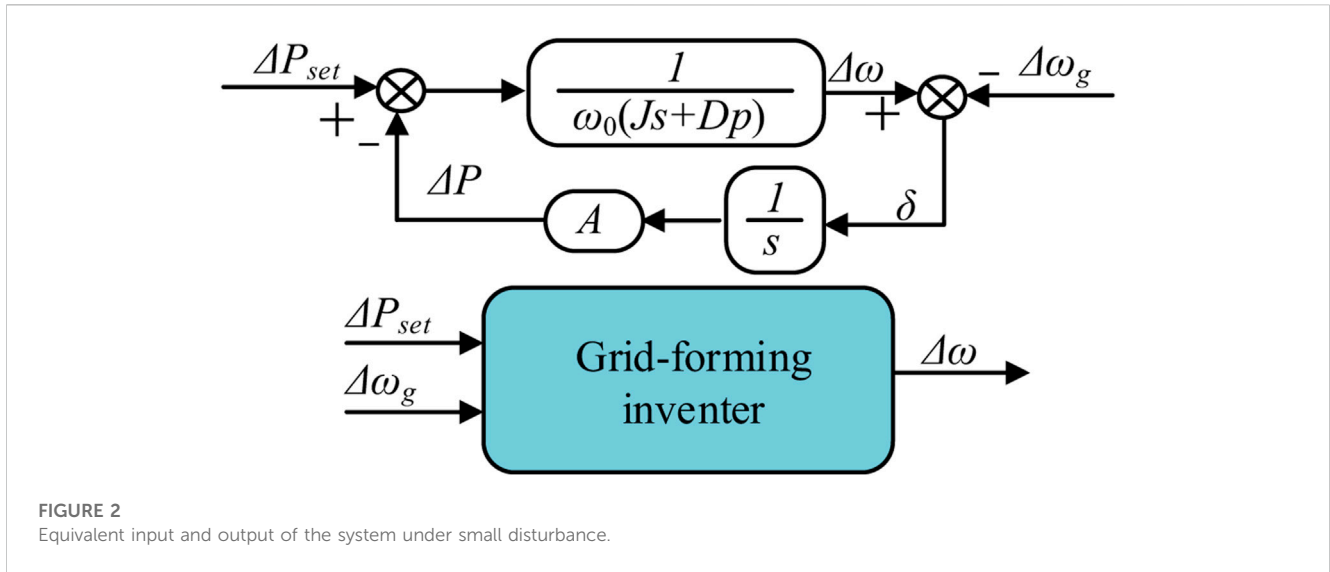 ΔP_set
+
-
1
ω₀(Js+Dp)
Δω
+
- Δω_g
ΔP
A
1
s
δ
ΔP_set
Δω_g
Grid-forming
inventer
Δω
FIGURE 2
Equivalent input and output of the system under small disturbance.